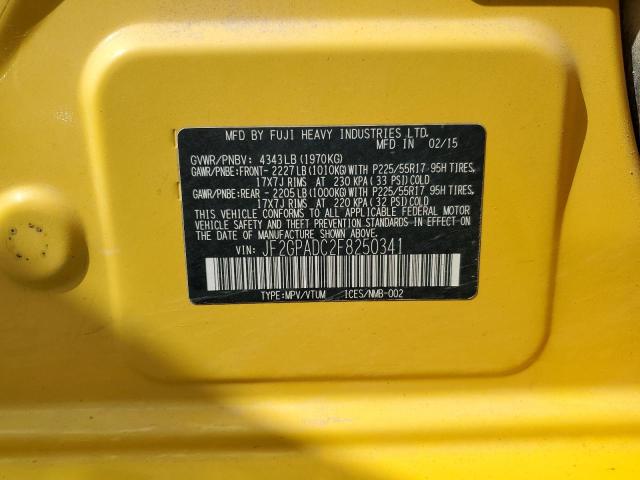 MFD BY FUJI HEAVY INDUSTRIES LTD.
MFD IN 02/15
GVWR/PNBV: 4343LB(1970KG)
GAWR/PNBE:FRONT- 2227LB(1010KG)WITH P225/55R17 95H TIRES,
17X7J RIMS AT 230 KPA( 33 PSI)COLD
GAWR/PNBE:REAR - 2205LB(1000KG)WITH P225/55R17 95H TIRES,
17X7J RIMS AT 220 KPA( 32 PSI)COLD
THIS VEHICLE CONFORMS TO ALL APPLICABLE FEDERAL MOTOR
VEHICLE SAFETY AND THEFT PREVENTION STANDARDS IN EFFECT ON
THE DATE OF MANUFACTURE SHOWN ABOVE.
VIN: JF2GPADC2F8250341
TYPE:MPV/VTUM ICES/NMB-002